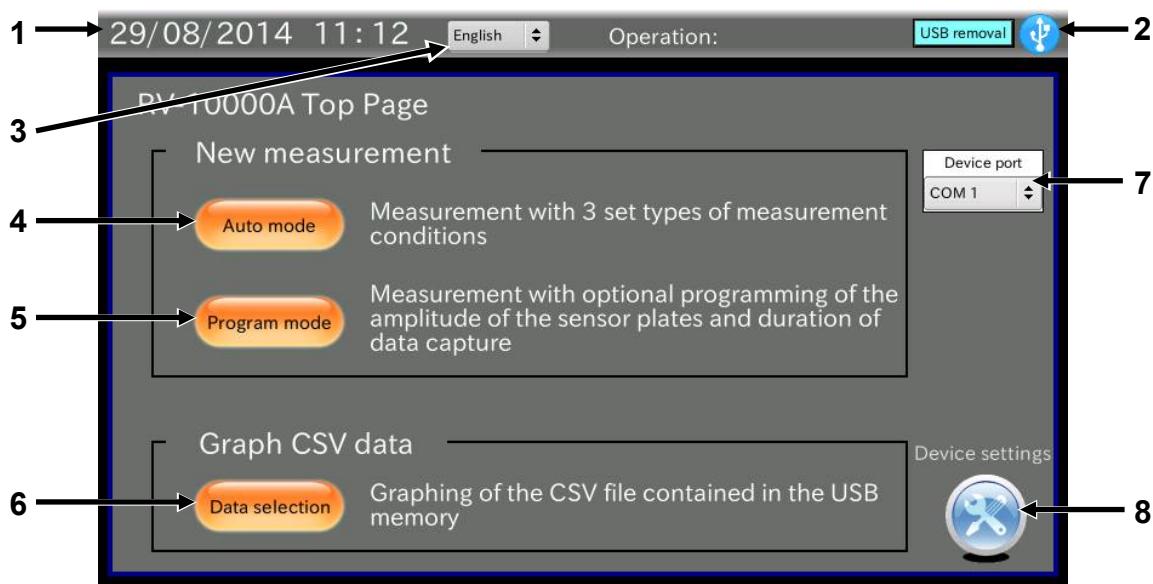 1
29/08/2014 11:12
English
Operation:
USB removal
2
3
RV-10000A Top Page
New measurement
Device port
COM 1
7
4
Auto mode
Measurement with 3 set types of measurement
conditions
5
Program mode
Measurement with optional programming of the
amplitude of the sensor plates and duration of
data capture
Graph CSV data
Device settings
6
Data selection
Graphing of the CSV file contained in the USB
memory
8